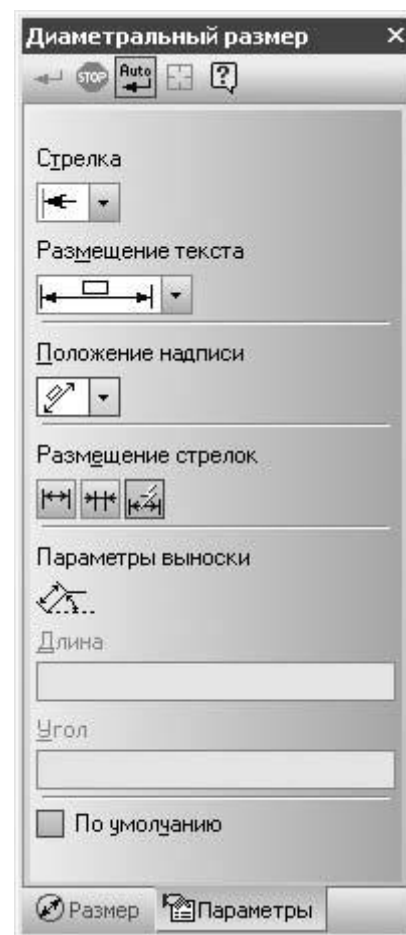 Диаметральный размер
STOP Auto
Стрелка
Размещение текста
Положение надписи
Размещение стрелок
Параметры выноски
Длина
Угол
По умолчанию
Размер Параметры